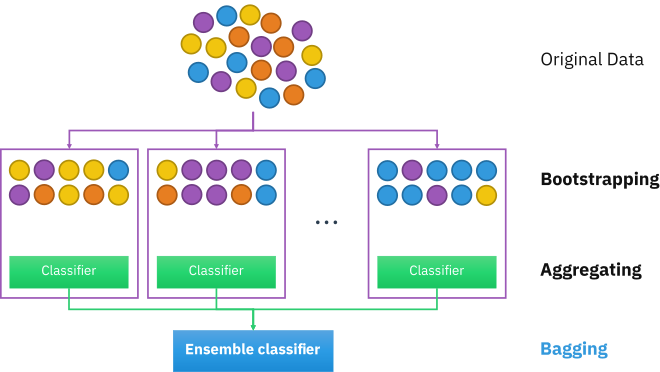 Original Data
Bootstrapping
...
Classifier Classifier Classifier Aggregating
Ensemble classifier Bagging